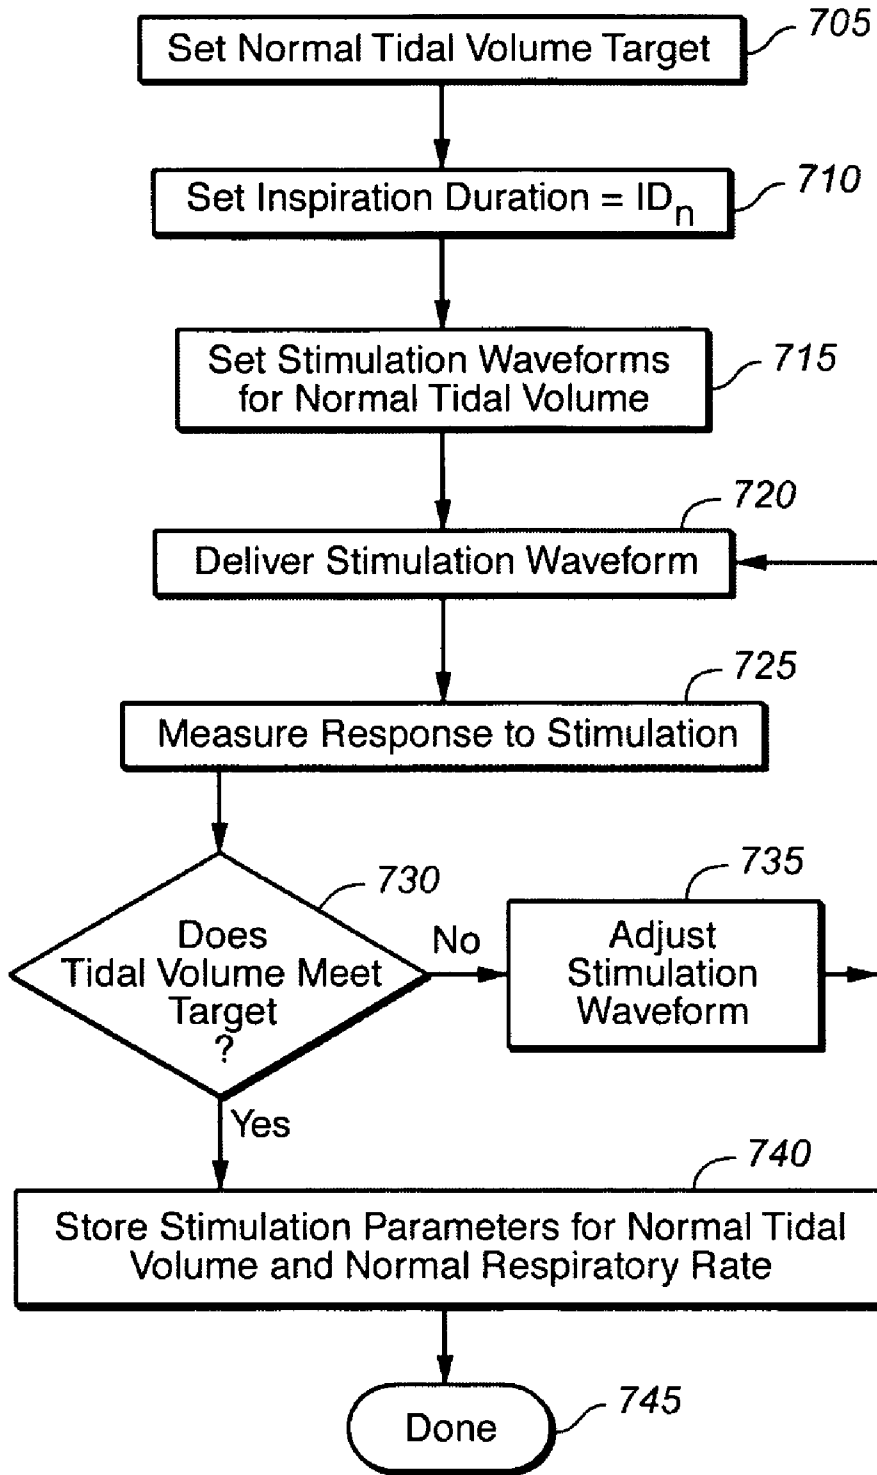 Set Normal Tidal Volume Target
705
Set Inspiration Duration = IDn
710
Set Stimulation Waveforms
for Normal Tidal Volume
715
720
Deliver Stimulation Waveform
725
Measure Response to Stimulation
730
Does
Tidal Volume Meet
Target
?
No
735
Adjust
Stimulation
Waveform
Yes
740
Store Stimulation Parameters for Normal Tidal
Volume and Normal Respiratory Rate
Done
745